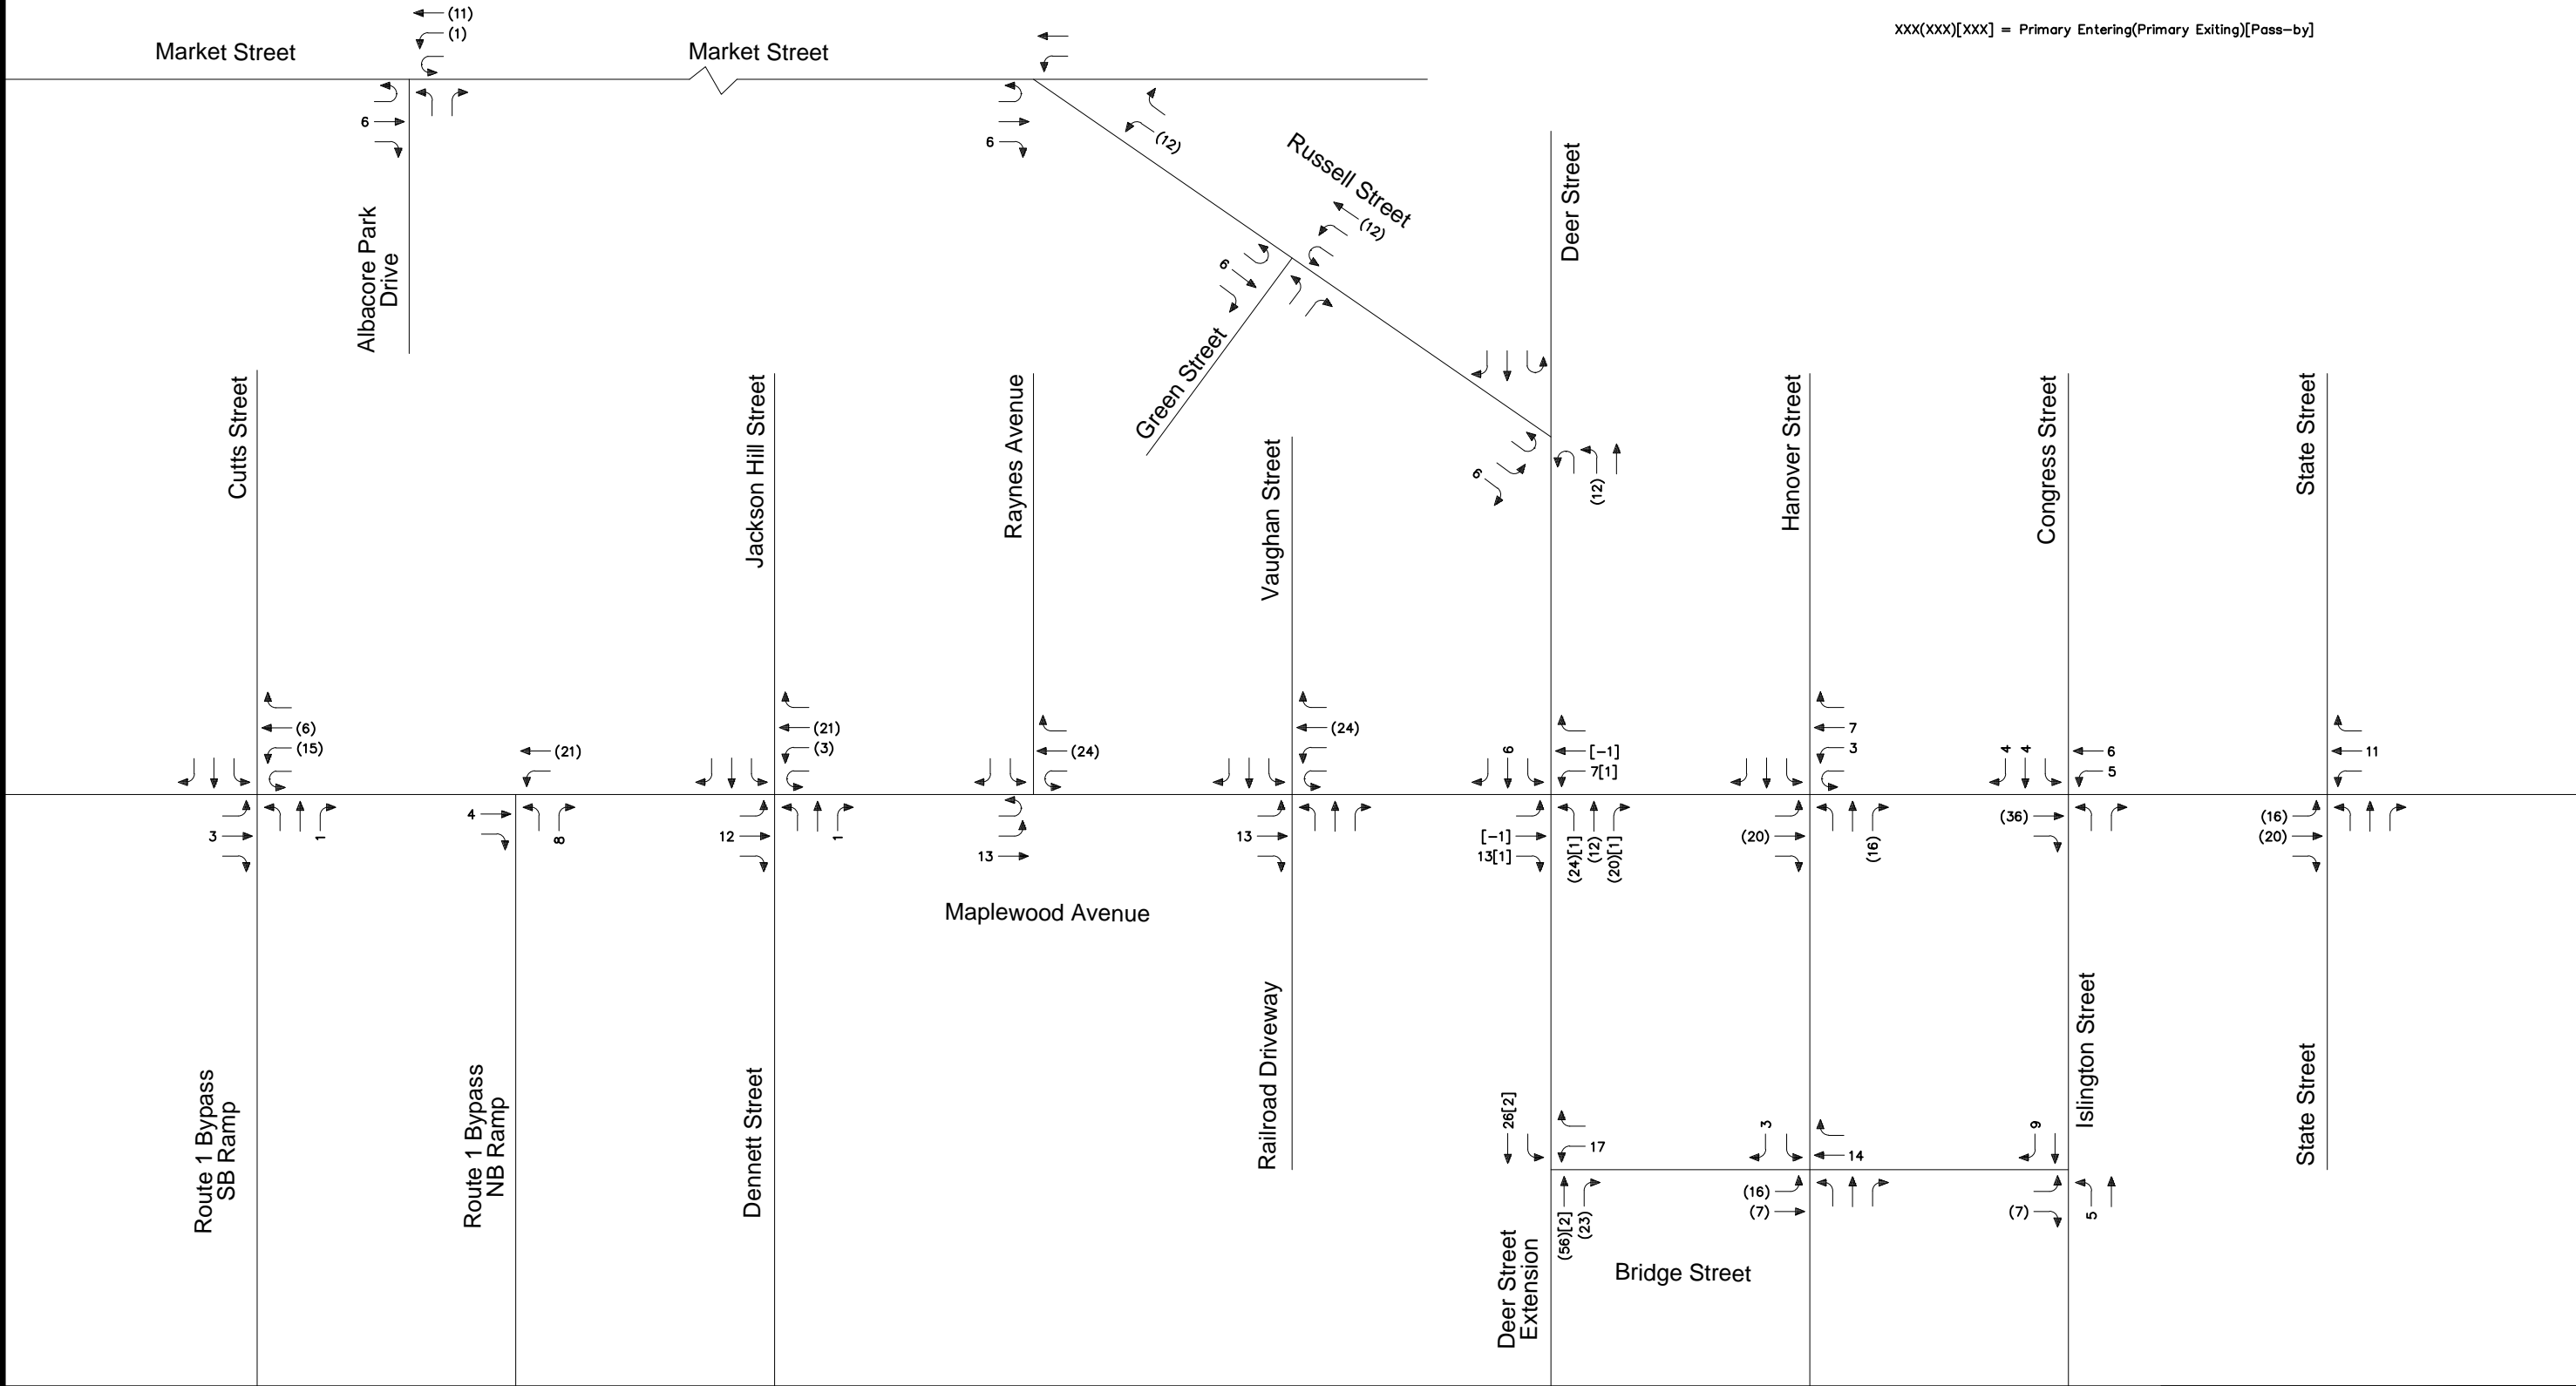 XXX(XXX)[XXX] = Primary Entering(Primary Exiting)[Pass-by]
(11)
(1)
Market Street
Market Street
6
6
(12)
Russell Street
(12)
6
Green Street
Albacore Park
Drive
Deer Street
6
(12)
Cutts Street
Jackson Hill Street
Raynes Avenue
Vaughan Street
Hanover Street
Congress Street
State Street
(6)
(15)
(21)
(21)
(3)
(24)
(24)
6
[-1]
7[1]
7
3
4
4
6
5
11
3
1
4
8
12
1
13
13
[-1]
13[1]
(24)[1]
(12)
(20)[1]
(20)
(16)
(36)
(16)
(20)
Maplewood Avenue
Route 1 Bypass
SB Ramp
Route 1 Bypass
NB Ramp
Dennett Street
Railroad Driveway
Islington Street
State Street
26[2]
17
3
14
9
(56)[2]
(23)
(16)
(7)
(7)
5
Deer Street
Extension
Bridge Street